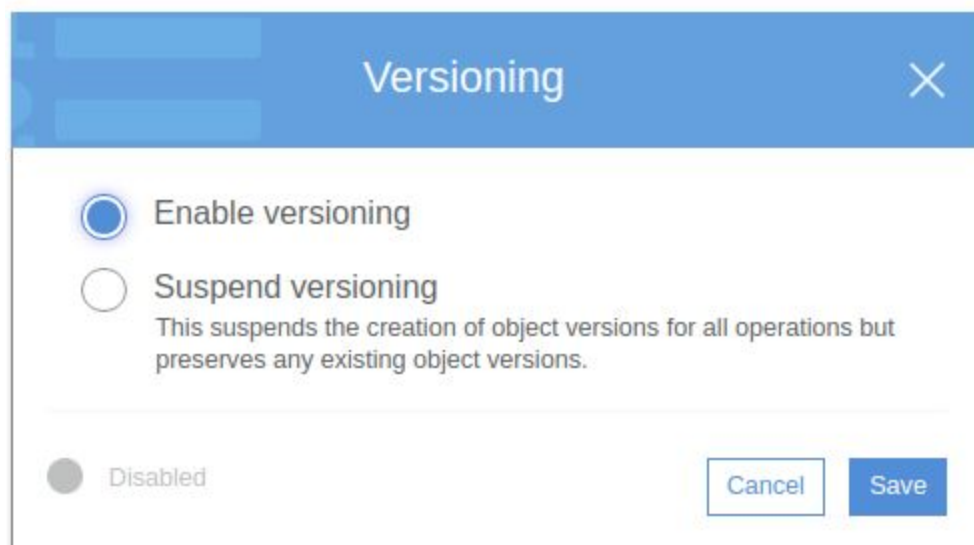 Versioning
Enable versioning
Suspend versioning
This suspends the creation of object versions for all operations but
preserves any existing object versions.
Disabled
Cancel
Save